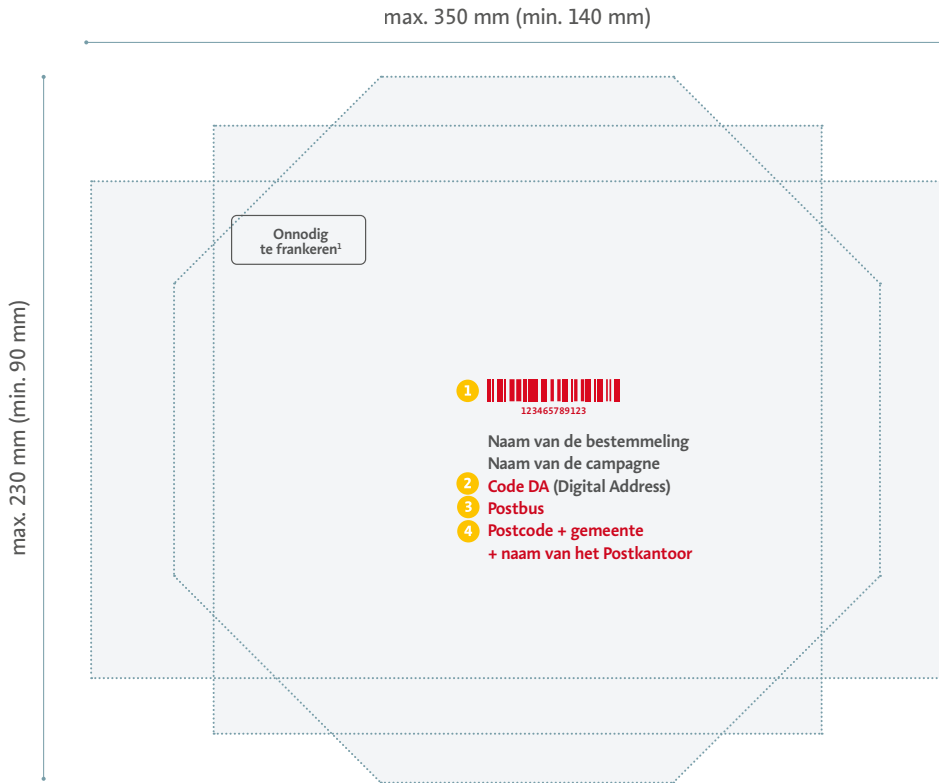 max. 350 mm (min. 140 mm)
max. 230 mm (min. 90 mm)
Onnodig
te frankeren¹
1
123465789123
Naam van de bestemmeling
Naam van de campagne
2 Code DA (Digital Address)
3 Postbus
4 Postcode + gemeente
+ naam van het Postkantoor